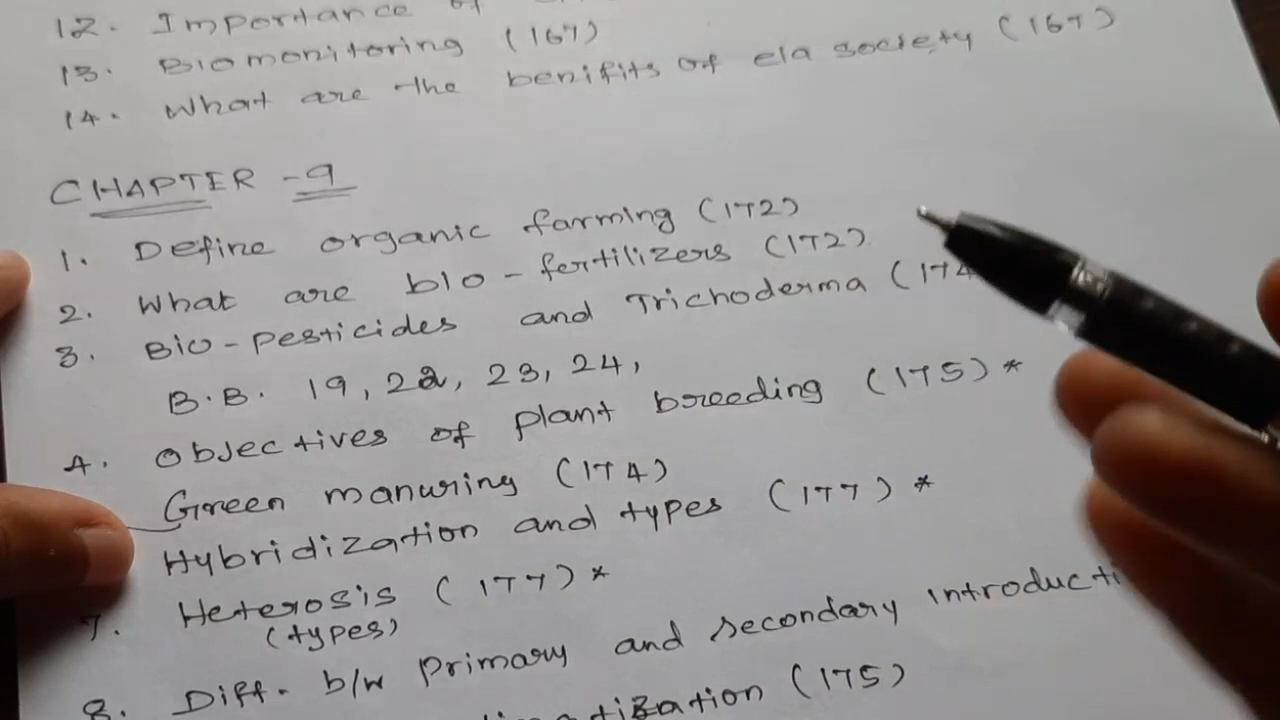 12. Importance of
13. Biomonitoring (167)
14. What are the benifits of eia society (167)
CHAPTER - 9
1. Define organic farming (172)
2. What are bio-fertilizers (172)
3. Bio-pesticides and Trichoderma (174
B.B. 19, 22, 23, 24,
4. Objectives of plant breeding (175) *
Green manuring (174)
Hybridization and types (177) *
7. Heterosis (177) *
(types)
8. Diff. b/w primary and secondary introducti
(175)